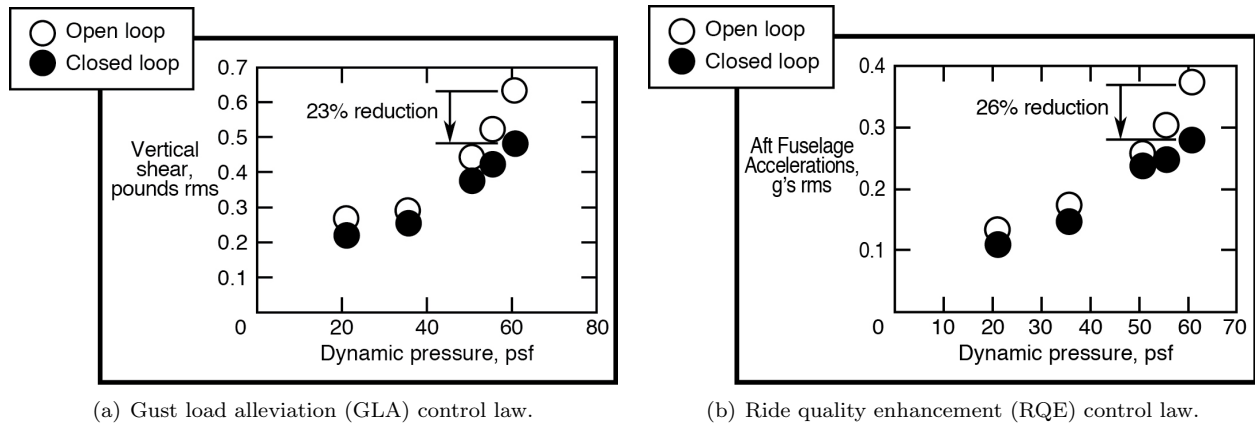 Open loop
Closed loop
0.7
0.6
0.5
0.4
0.3
0.2
0.1
0
20
40
60
80
23% reduction
Vertical
shear,
pounds rms
Dynamic pressure, psf
(a) Gust load alleviation (GLA) control law.
Open loop
Closed loop
0.4
0.3
0.2
0.1
0
10
20
30
40
50
60
70
26% reduction
Aft Fuselage
Accelerations,
g's rms
Dynamic pressure, psf
(b) Ride quality enhancement (RQE) control law.